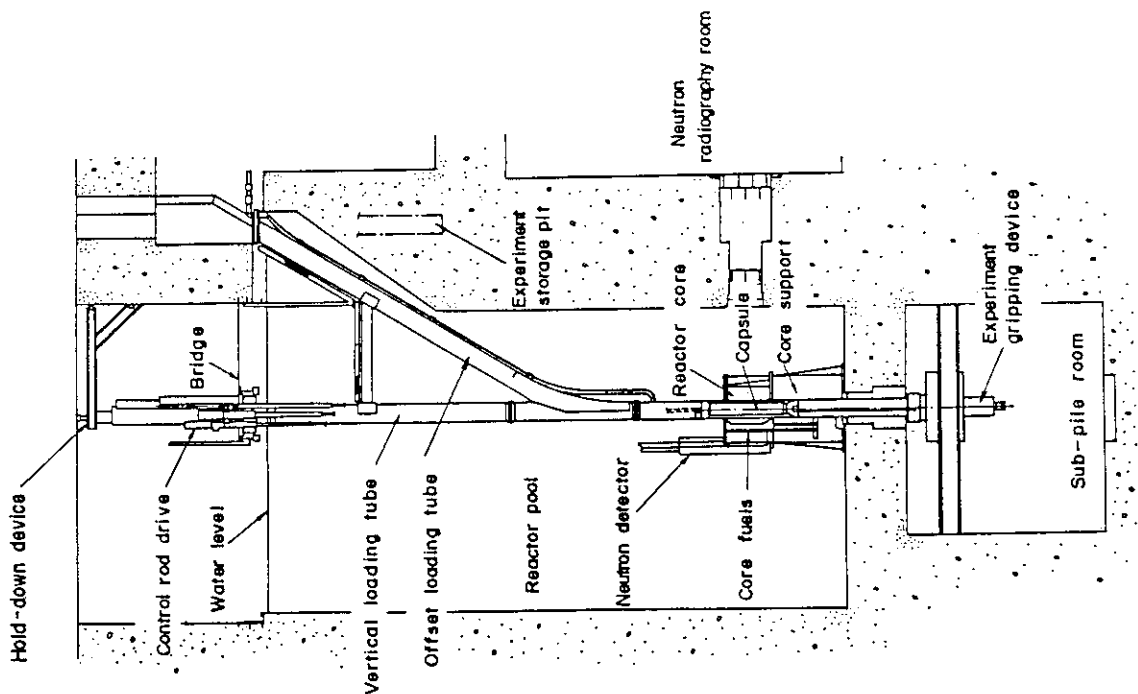 Hold-down device
Control rod drive
Bridge
Water level
Vertical loading tube
Offset loading tube
Experiment
storage pit
Reactor pool
Neutron
radiography room
Reactor core
Neutron detector
Capsule
Core fuels
Core support
Experiment
gripping device
Sub-pile room